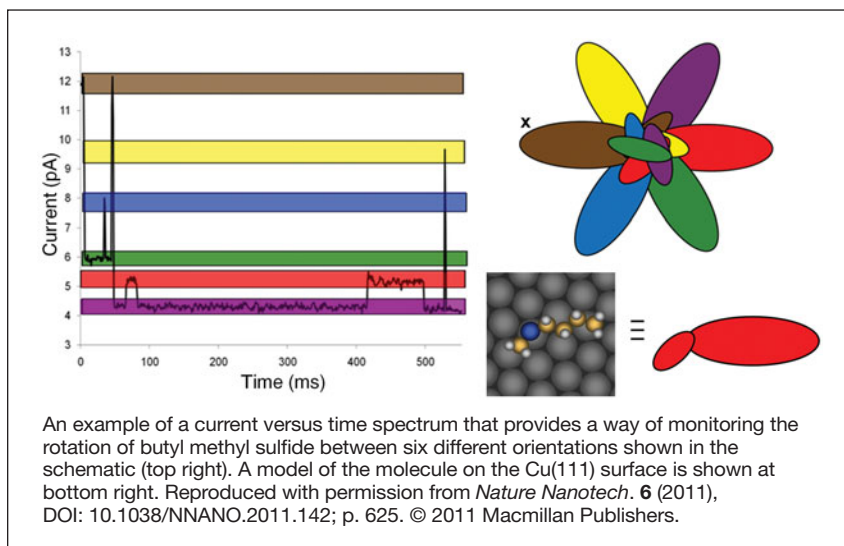 13
12
11
10
9
8
7
6
5
4
3
Current (pA)
0
100
200
300
400
500
Time (ms)
x
An example of a current versus time spectrum that provides a way of monitoring the
rotation of butyl methyl sulfide between six different orientations shown in the
schematic (top right). A model of the molecule on the Cu(111) surface is shown at
bottom right. Reproduced with permission from Nature Nanotech. 6 (2011),
DOI: 10.1038/NNANO.2011.142; p. 625. © 2011 Macmillan Publishers.